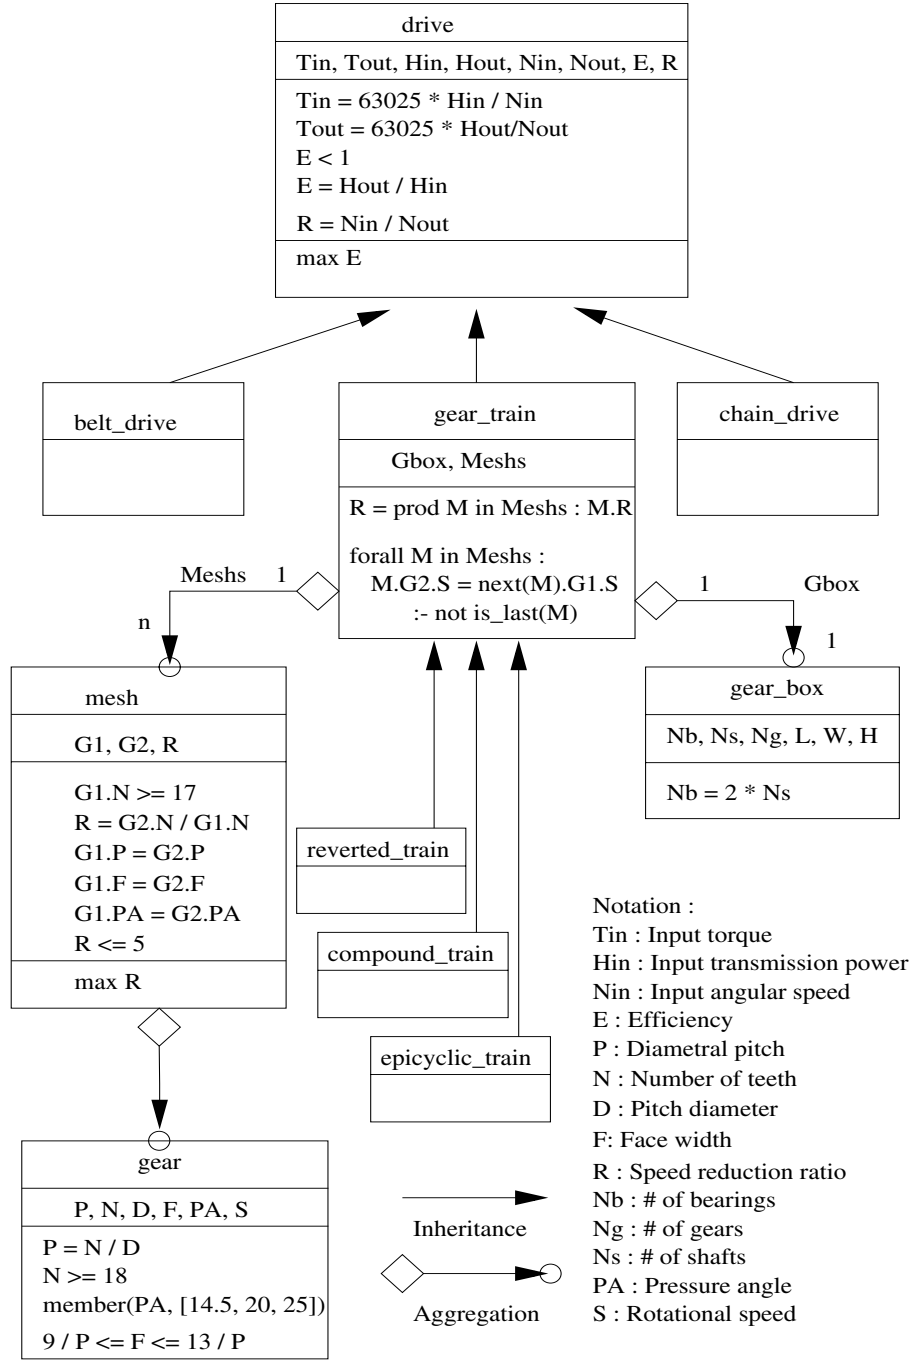 drive
Tin, Tout, Hin, Hout, Nin, Nout, E, R
Tin = 63025 * Hin / Nin
Tout = 63025 * Hout/Nout
E < 1
E = Hout / Hin
R = Nin / Nout
max E
belt_drive
gear_train
Gbox, Meshs
R = prod M in Meshs : M.R
forall M in Meshs :
M.G2.S = next(M).G1.S
:- not is_last(M)
chain_drive
Meshs 1
n
1 Gbox
1
mesh
G1, G2, R
G1.N >= 17
R = G2.N / G1.N
G1.P = G2.P
G1.F = G2.F
G1.PA = G2.PA
R <= 5
max R
gear_box
Nb, Ns, Ng, L, W, H
Nb = 2 * Ns
reverted_train
compound_train
epicyclic_train
gear
P, N, D, F, PA, S
P = N / D
N >= 18
member(PA, [14.5, 20, 25])
9 / P <= F <= 13 / P
Inheritance
Aggregation
Notation :
Tin : Input torque
Hin : Input transmission power
Nin : Input angular speed
E : Efficiency
P : Diametral pitch
N : Number of teeth
D : Pitch diameter
F: Face width
R : Speed reduction ratio
Nb : # of bearings
Ng : # of gears
Ns : # of shafts
PA : Pressure angle
S : Rotational speed